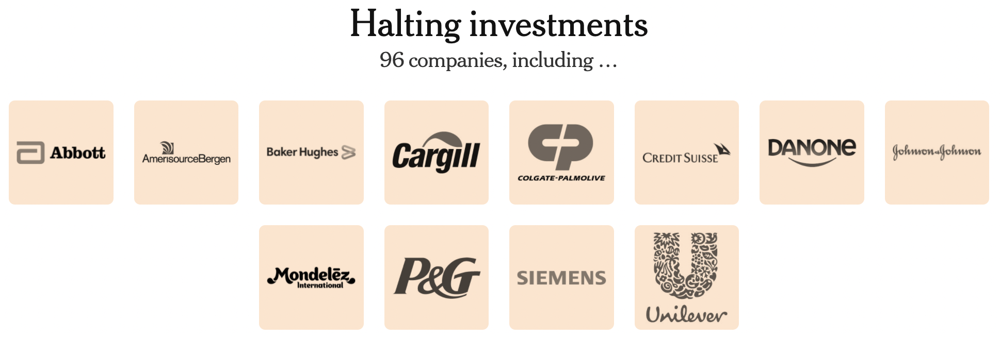 Halting investments
96 companies, including …
Abbott
AmerisourceBergen
Baker Hughes
Cargill
CP
COLGATE-PALMOLIVE
CREDIT SUISSE
DANONE
Johnson & Johnson
Mondelēz
International
P&G
SIEMENS
Unilever